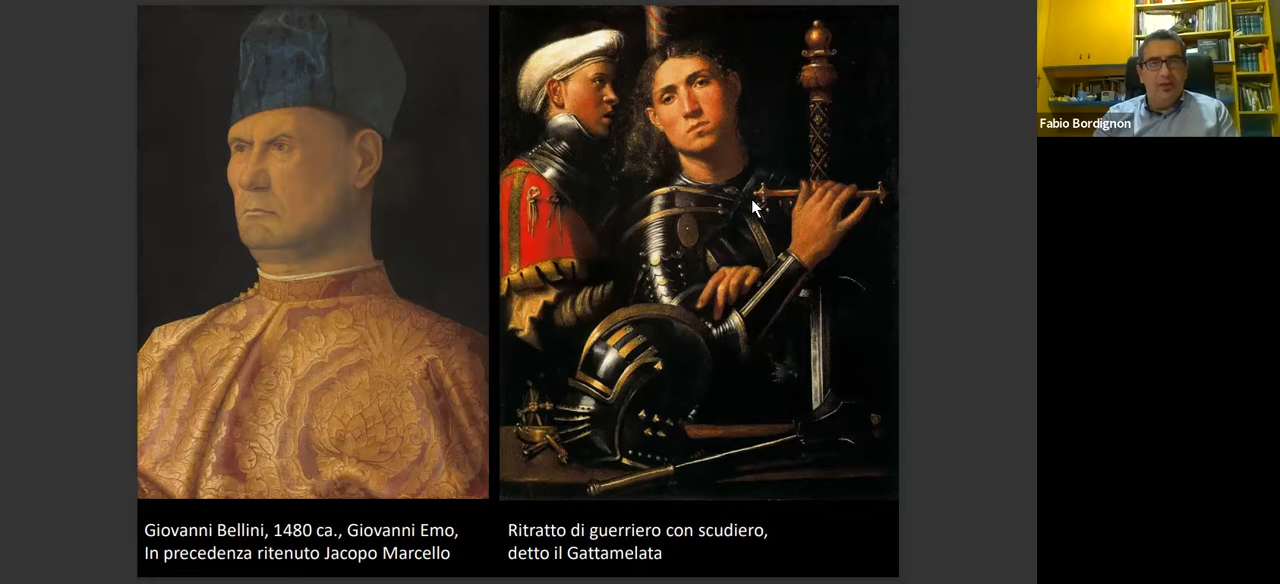 Fabio Bordignon
Giovanni Bellini, 1480 ca., Giovanni Emo,
In precedenza ritenuto Jacopo Marcello
Ritratto di guerriero con scudiero,
detto il Gattamelata